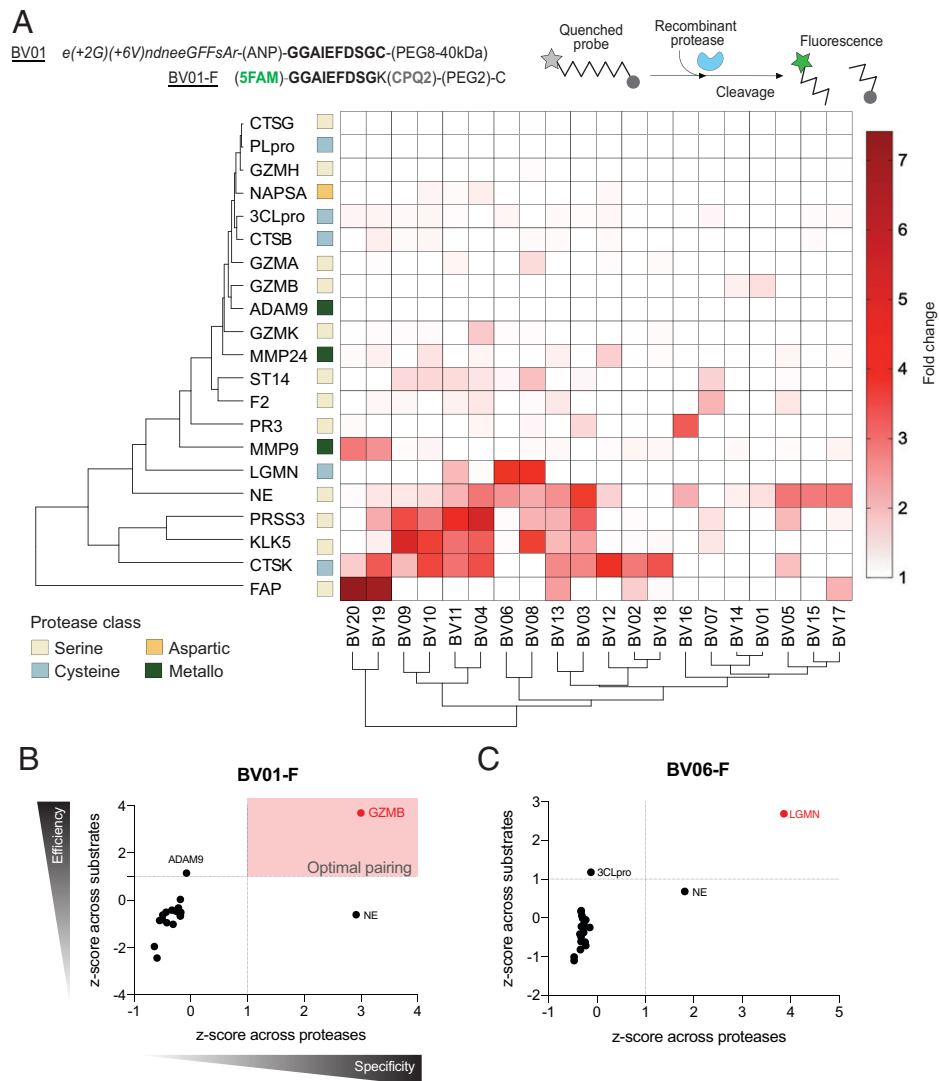 A
BV01 e(+2G)(+6V)ndneeGFFsAr-(ANP)-GGAIEFDSGC-(PEG8-40kDa)
BV01-F (5FAM)-GGAIEFDSGK(CPQ2)-(PEG2)-C
Quenched
probe
Recombinant
protease
Cleavage
Fluorescence
CTSG
PLpro
GZMH
NAPSA
3CLpro
CTSB
GZMA
GZMB
ADAM9
GZMK
MMP24
ST14
F2
PR3
MMP9
LGMN
NE
PRSS3
KLK5
CTSK
FAP
7
6
5
4
3
2
1
Fold change
BV20 BV19 BV09 BV10 BV11 BV04 BV06 BV08 BV13 BV03 BV12 BV02 BV18 BV16 BV07 BV14 BV01 BV05 BV15 BV17
Protease class
Serine Aspartic
Cysteine Metallo
B
BV01-F
Efficiency
z-score across substrates
4
2
0
-2
-4
GZMB
Optimal pairing
ADAM9
NE
-1 0 1 2 3 4
z-score across proteases
Specificity
C
BV06-F
z-score across substrates
3
2
1
0
-1
-2
LGMN
3CLpro
NE
-1 0 1 2 3 4 5
z-score across proteases